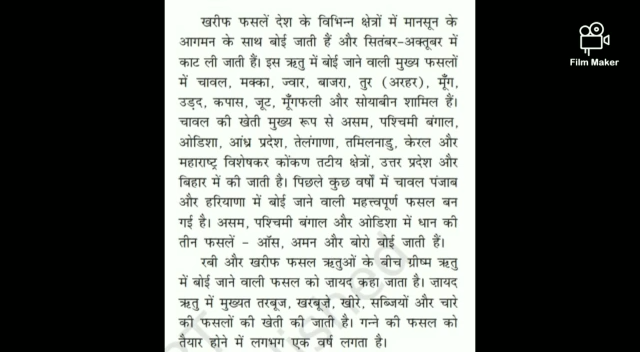 खरीफ फसलें देश के विभिन्न क्षेत्रों में मानसून के
आगमन के साथ बोई जाती हैं और सितंबर-अक्तूबर में
काट ली जाती हैं। इस ऋतु में बोई जाने वाली मुख्य फसलों
में चावल, मक्का, ज्वार, बाजरा, तुर (अरहर), मूँग,
उड़द, कपास, जूट, मूँगफली और सोयाबीन शामिल हैं।
चावल की खेती मुख्य रूप से असम, पश्चिमी बंगाल,
ओडिशा, आंध्र प्रदेश, तेलंगाणा, तमिलनाडु, केरल और
महाराष्ट्र विशेषकर कोंकण तटीय क्षेत्रों, उत्तर प्रदेश और
बिहार में की जाती है। पिछले कुछ वर्षों में चावल पंजाब
और हरियाणा में बोई जाने वाली महत्त्वपूर्ण फसल बन
गई है। असम, पश्चिमी बंगाल और ओडिशा में धान की
तीन फसलें – ऑस, अमन और बोरो बोई जाती हैं।
रबी और खरीफ फसल ऋतुओं के बीच ग्रीष्म ऋतु
में बोई जाने वाली फसल को ज़ायद कहा जाता है। ज़ायद
ऋतु में मुख्यत तरबूज, खरबूजे, खीरे, सब्जियों और चारे
की फसलों की खेती की जाती है। गन्ने की फसल को
तैयार होने में लगभग एक वर्ष लगता है।
Film Maker